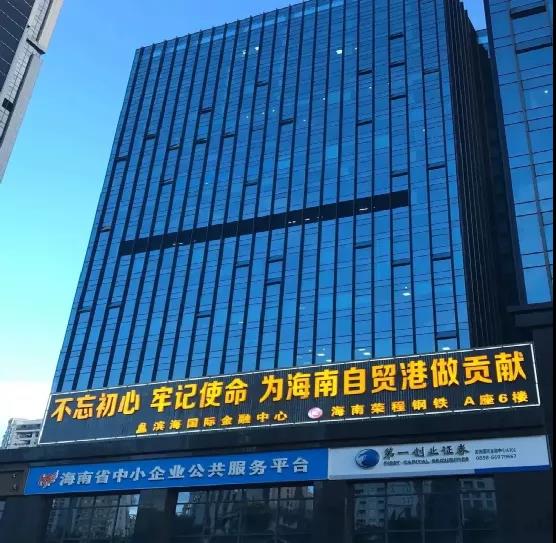 不忘初心 牢记使命 为海南自贸港做贡献
滨海国际金融中心 海南荣程钢铁 A座6楼
海南省中小企业公共服务平台
第一创业证券
FIRST CAPITAL SECURITIES